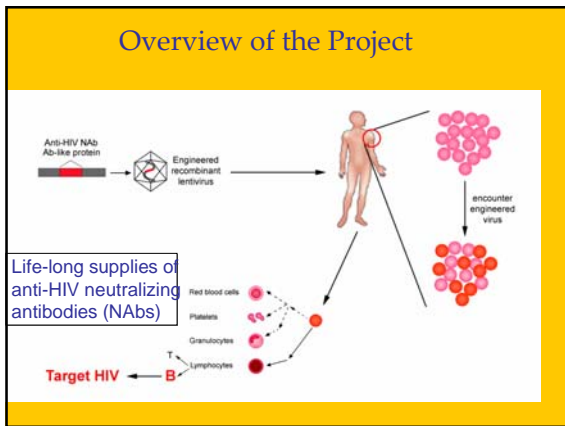 Overview of the Project
Anti-HIV NAb
Ab-like protein
Engineered
recombinant
lentivirus
encounter
engineered
virus
Life-long supplies of
anti-HIV neutralizing
antibodies (NAbs)
Red blood cells
Platelets
Granulocytes
Lymphocytes
T
B
Target HIV